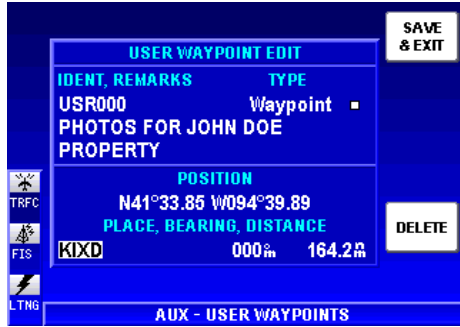 SAVE
& EXIT
USER WAYPOINT EDIT
IDENT, REMARKS TYPE
USR000 Waypoint
PHOTOS FOR JOHN DOE
PROPERTY
POSITION
N41°33.85 W094°39.89
PLACE, BEARING, DISTANCE
KIXD 000°m 164.2nm
DELETE
TRFC
FIS
LTNG
AUX - USER WAYPOINTS